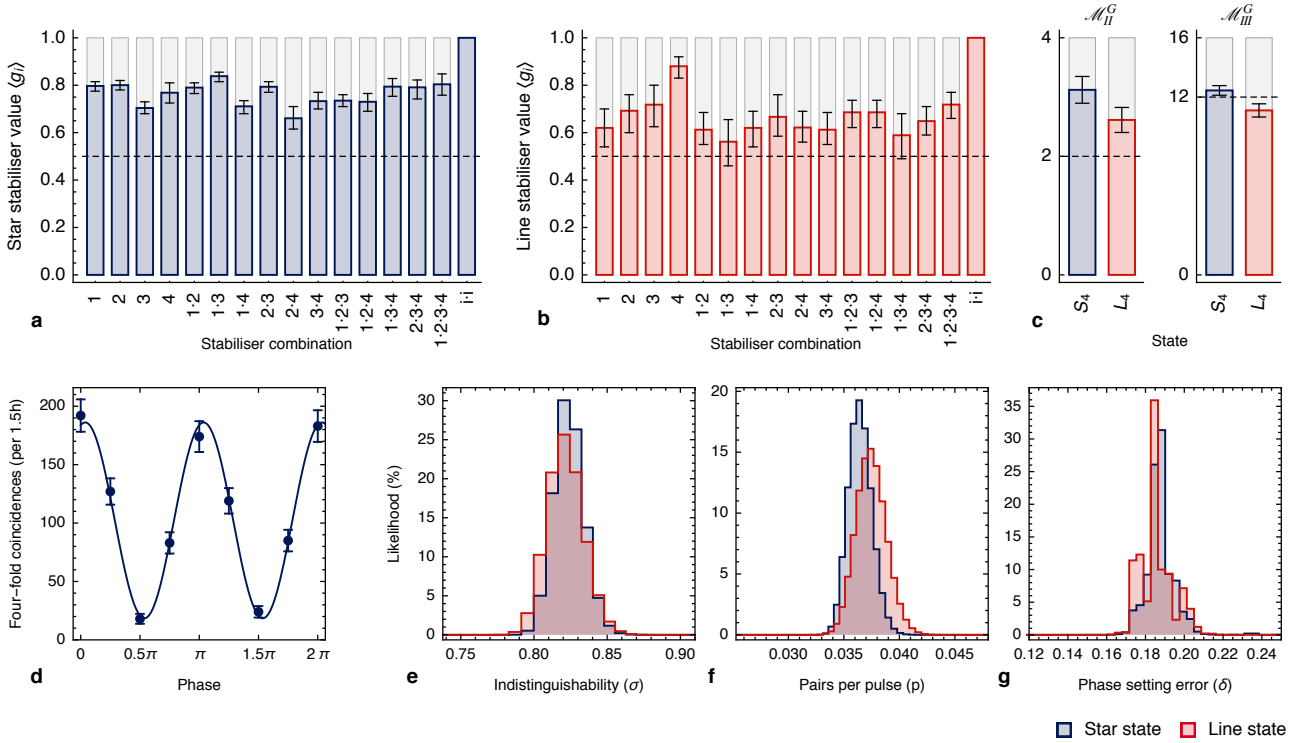 Star stabiliser value ⟨gᵢ⟩
1.0
0.8
0.6
0.4
0.2
0.0
1 2 3 4 1·2 1·3 1·4 2·3 2·4 3·4 1·2·3 1·2·4 1·3·4 2·3·4 1·2·3·4 i·i
a
Stabiliser combination
Line stabiliser value ⟨gᵢ⟩
1.0
0.8
0.6
0.4
0.2
0.0
1 2 3 4 1·2 1·3 1·4 2·3 2·4 3·4 1·2·3 1·2·4 1·3·4 2·3·4 1·2·3·4 i·i
b
Stabiliser combination
ℳ_II^G
4
2
0
S₄ L₄
ℳ_III^G
16
12
0
S₄ L₄
c
State
Four−fold coincidences (per 1.5h)
200
150
100
50
0
0 0.5π π 1.5π 2π
d
Phase
Likelihood (%)
30
25
20
15
10
5
0
0.75 0.80 0.85 0.90
e
Indistinguishability (σ)
20
15
10
5
0
0.030 0.035 0.040 0.045
f
Pairs per pulse (p)
35
30
25
20
15
10
5
0
0.12 0.14 0.16 0.18 0.20 0.22 0.24
g
Phase setting error (δ)
Star state
Line state